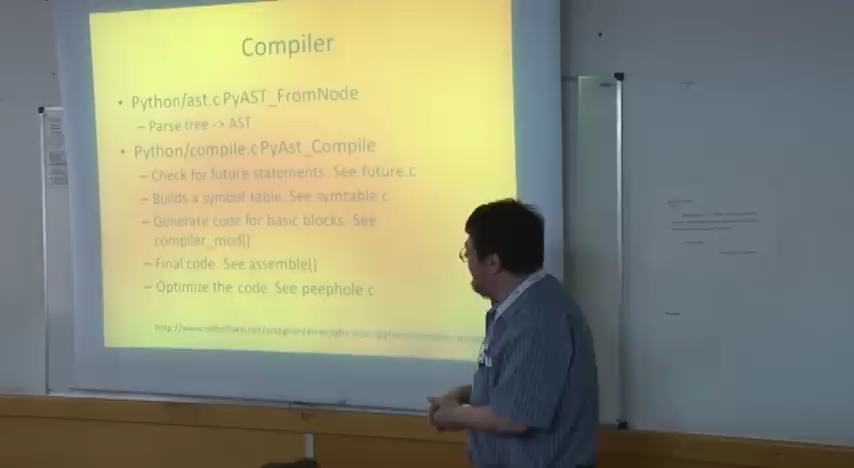 Compiler
• Python/ast.c PyAST_FromNode
– Parse tree -> AST
• Python/compile.c PyAst_Compile
– Check for future statements. See future.c
– Builds a symbol table. See symtable.c
– Generate code for basic blocks. See
compiler_mod()
– Final code. See assemble()
– Optimize the code. See peephole.c